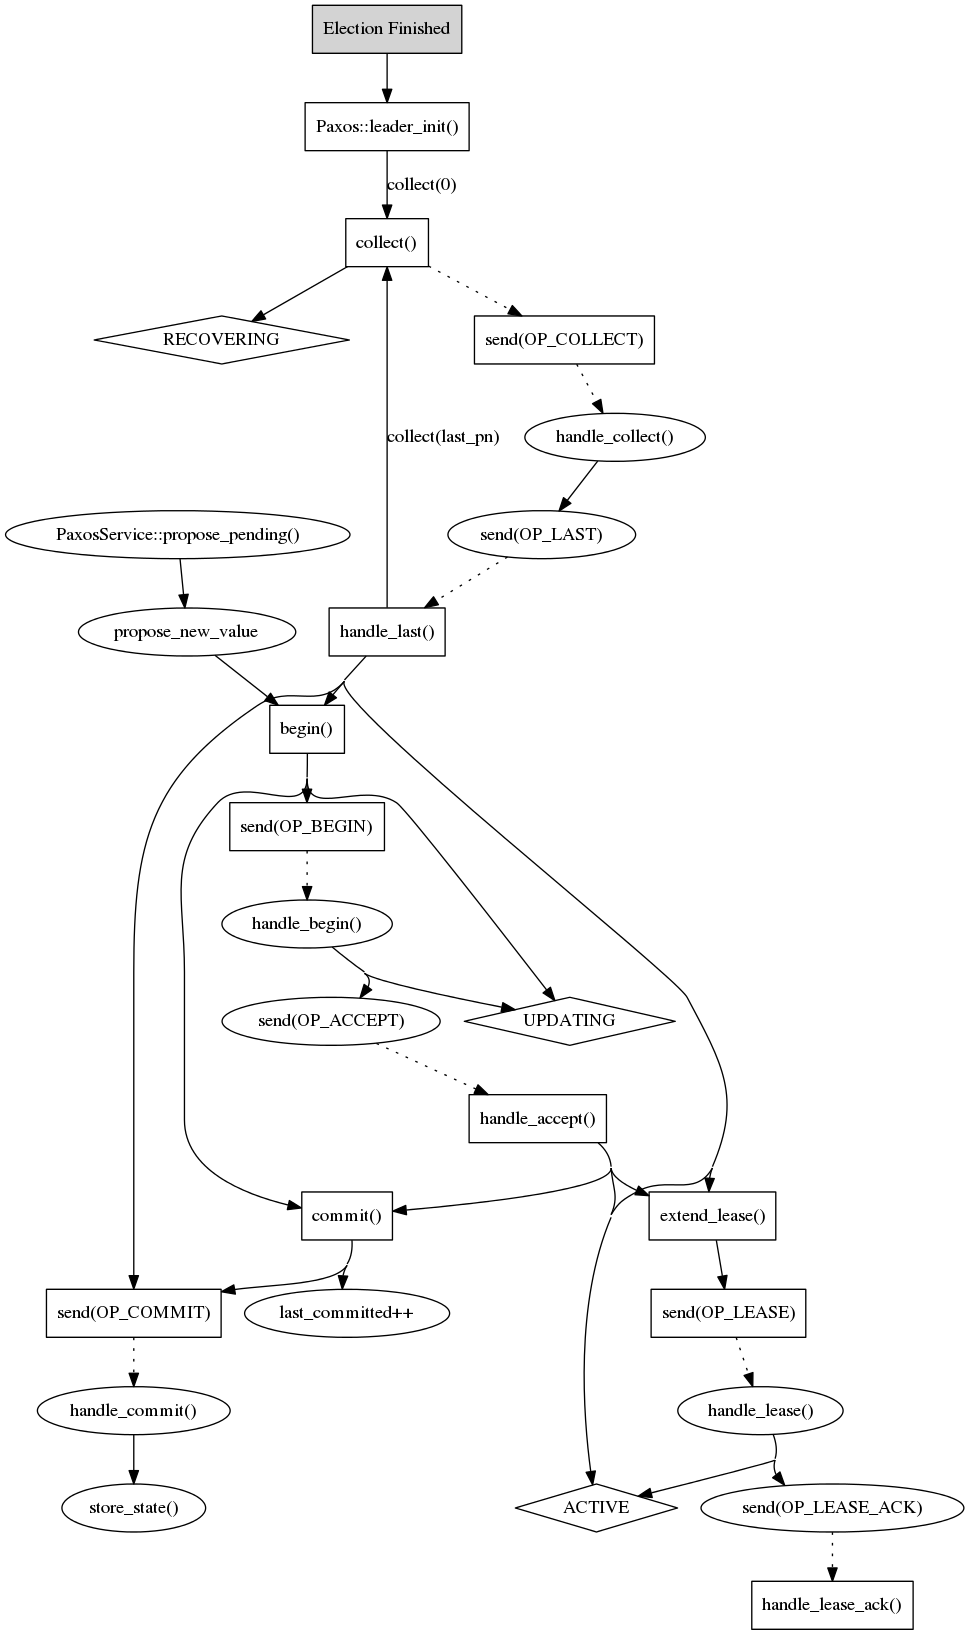 Election Finished
Paxos::leader_init()
collect(0)
collect()
RECOVERING
send(OP_COLLECT)
collect(last_pn)
handle_collect()
PaxosService::propose_pending()
send(OP_LAST)
propose_new_value
handle_last()
begin()
send(OP_BEGIN)
handle_begin()
send(OP_ACCEPT)
UPDATING
handle_accept()
commit()
extend_lease()
send(OP_COMMIT)
last_committed++
send(OP_LEASE)
handle_commit()
handle_lease()
store_state()
ACTIVE
send(OP_LEASE_ACK)
handle_lease_ack()